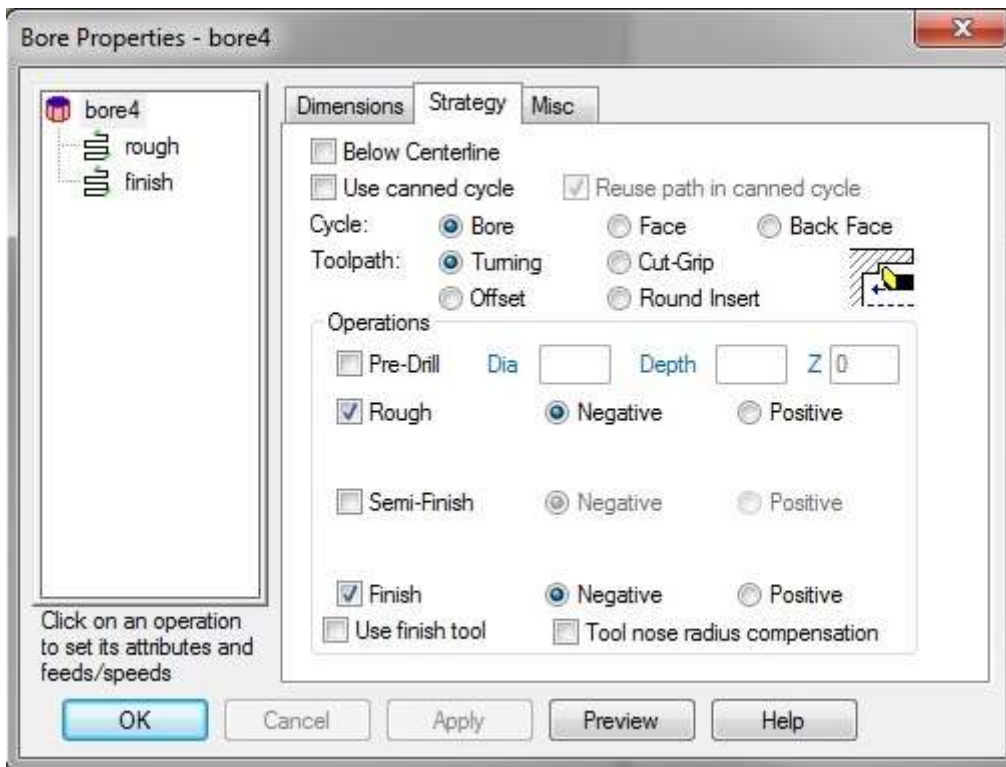 Bore Properties - bore4
bore4
rough
finish
Click on an operation
to set its attributes and
feeds/speeds
Dimensions Strategy Misc
Below Centerline
Use canned cycle Reuse path in canned cycle
Cycle: Bore Face Back Face
Toolpath: Turning Cut-Grip
Offset Round Insert
Operations
Pre-Drill Dia Depth Z 0
Rough Negative Positive
Semi-Finish Negative Positive
Finish Negative Positive
Use finish tool Tool nose radius compensation
OK Cancel Apply Preview Help